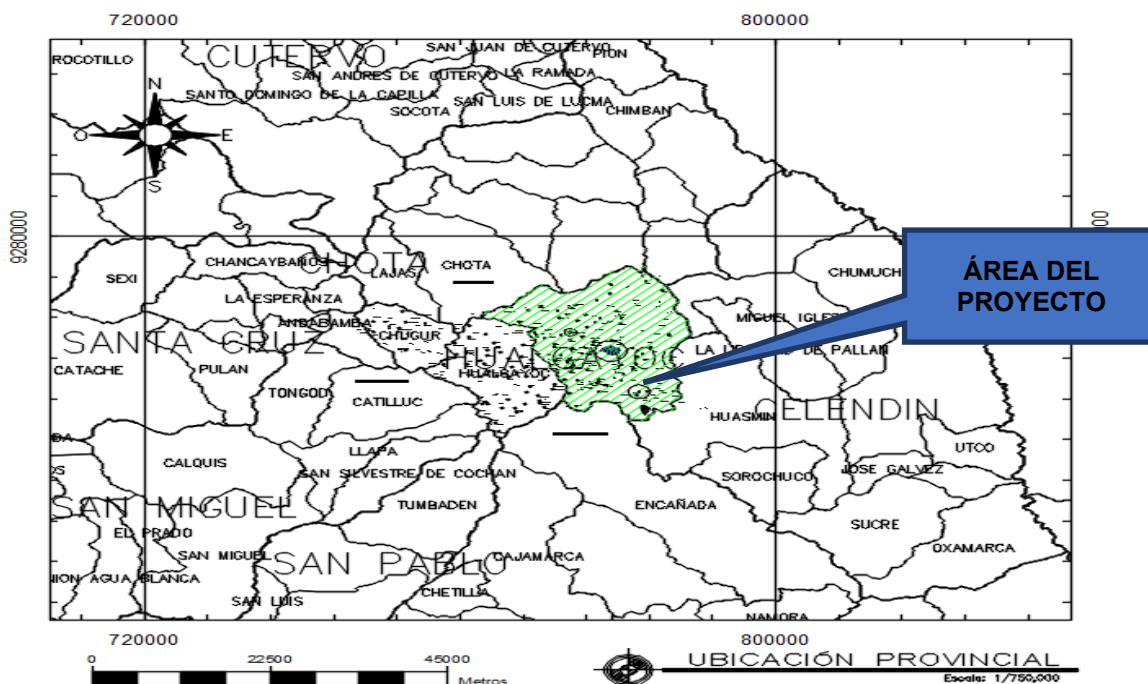 720000 800000
CUTERVO
SAN JUAN DE CUTERVO
PION
ROCOTILLO
SAN ANDRES DE CUTERVO
LA RAMADA
SANTO DOMINGO DE LA CAPILLA
SAN LUIS DE LUCMA
SOCOTA
CHIMBAN
N
O
E
S
9280000
00
CHANCAYBAÑOS
CHOTA
LAJAS
CHOTA
SEXI
CHUMUCH
ÁREA DEL
PROYECTO
LA ESPERANZA
ANDABAMBA
CHUGUR
MIGUEL IGLE
SANTA CRUZ
HUALGAYOC
HUALGAYOC
DE PALLAN
CATACHE
PULAN
TONGOD
CATILLUC
HUASMIN
CELENDIN
LLAPA
UTCO
CALQUIS
SAN SILVESTRE DE COCHAN
SOROCHUCO
JOSE GALVEZ
SAN MIGUEL
TUMBADEN
ENCAÑADA
SUCRE
EL PRADO
OXAMARCA
SAN MIGUEL
SAN PABLO
CAJAMARCA
NION AGUA BLANCA
CHETILLA
SAN LUIS
NAMORA
720000 800000
0 22500 45000
Metros
UBICACIÓN PROVINCIAL
Escala: 1/750,000